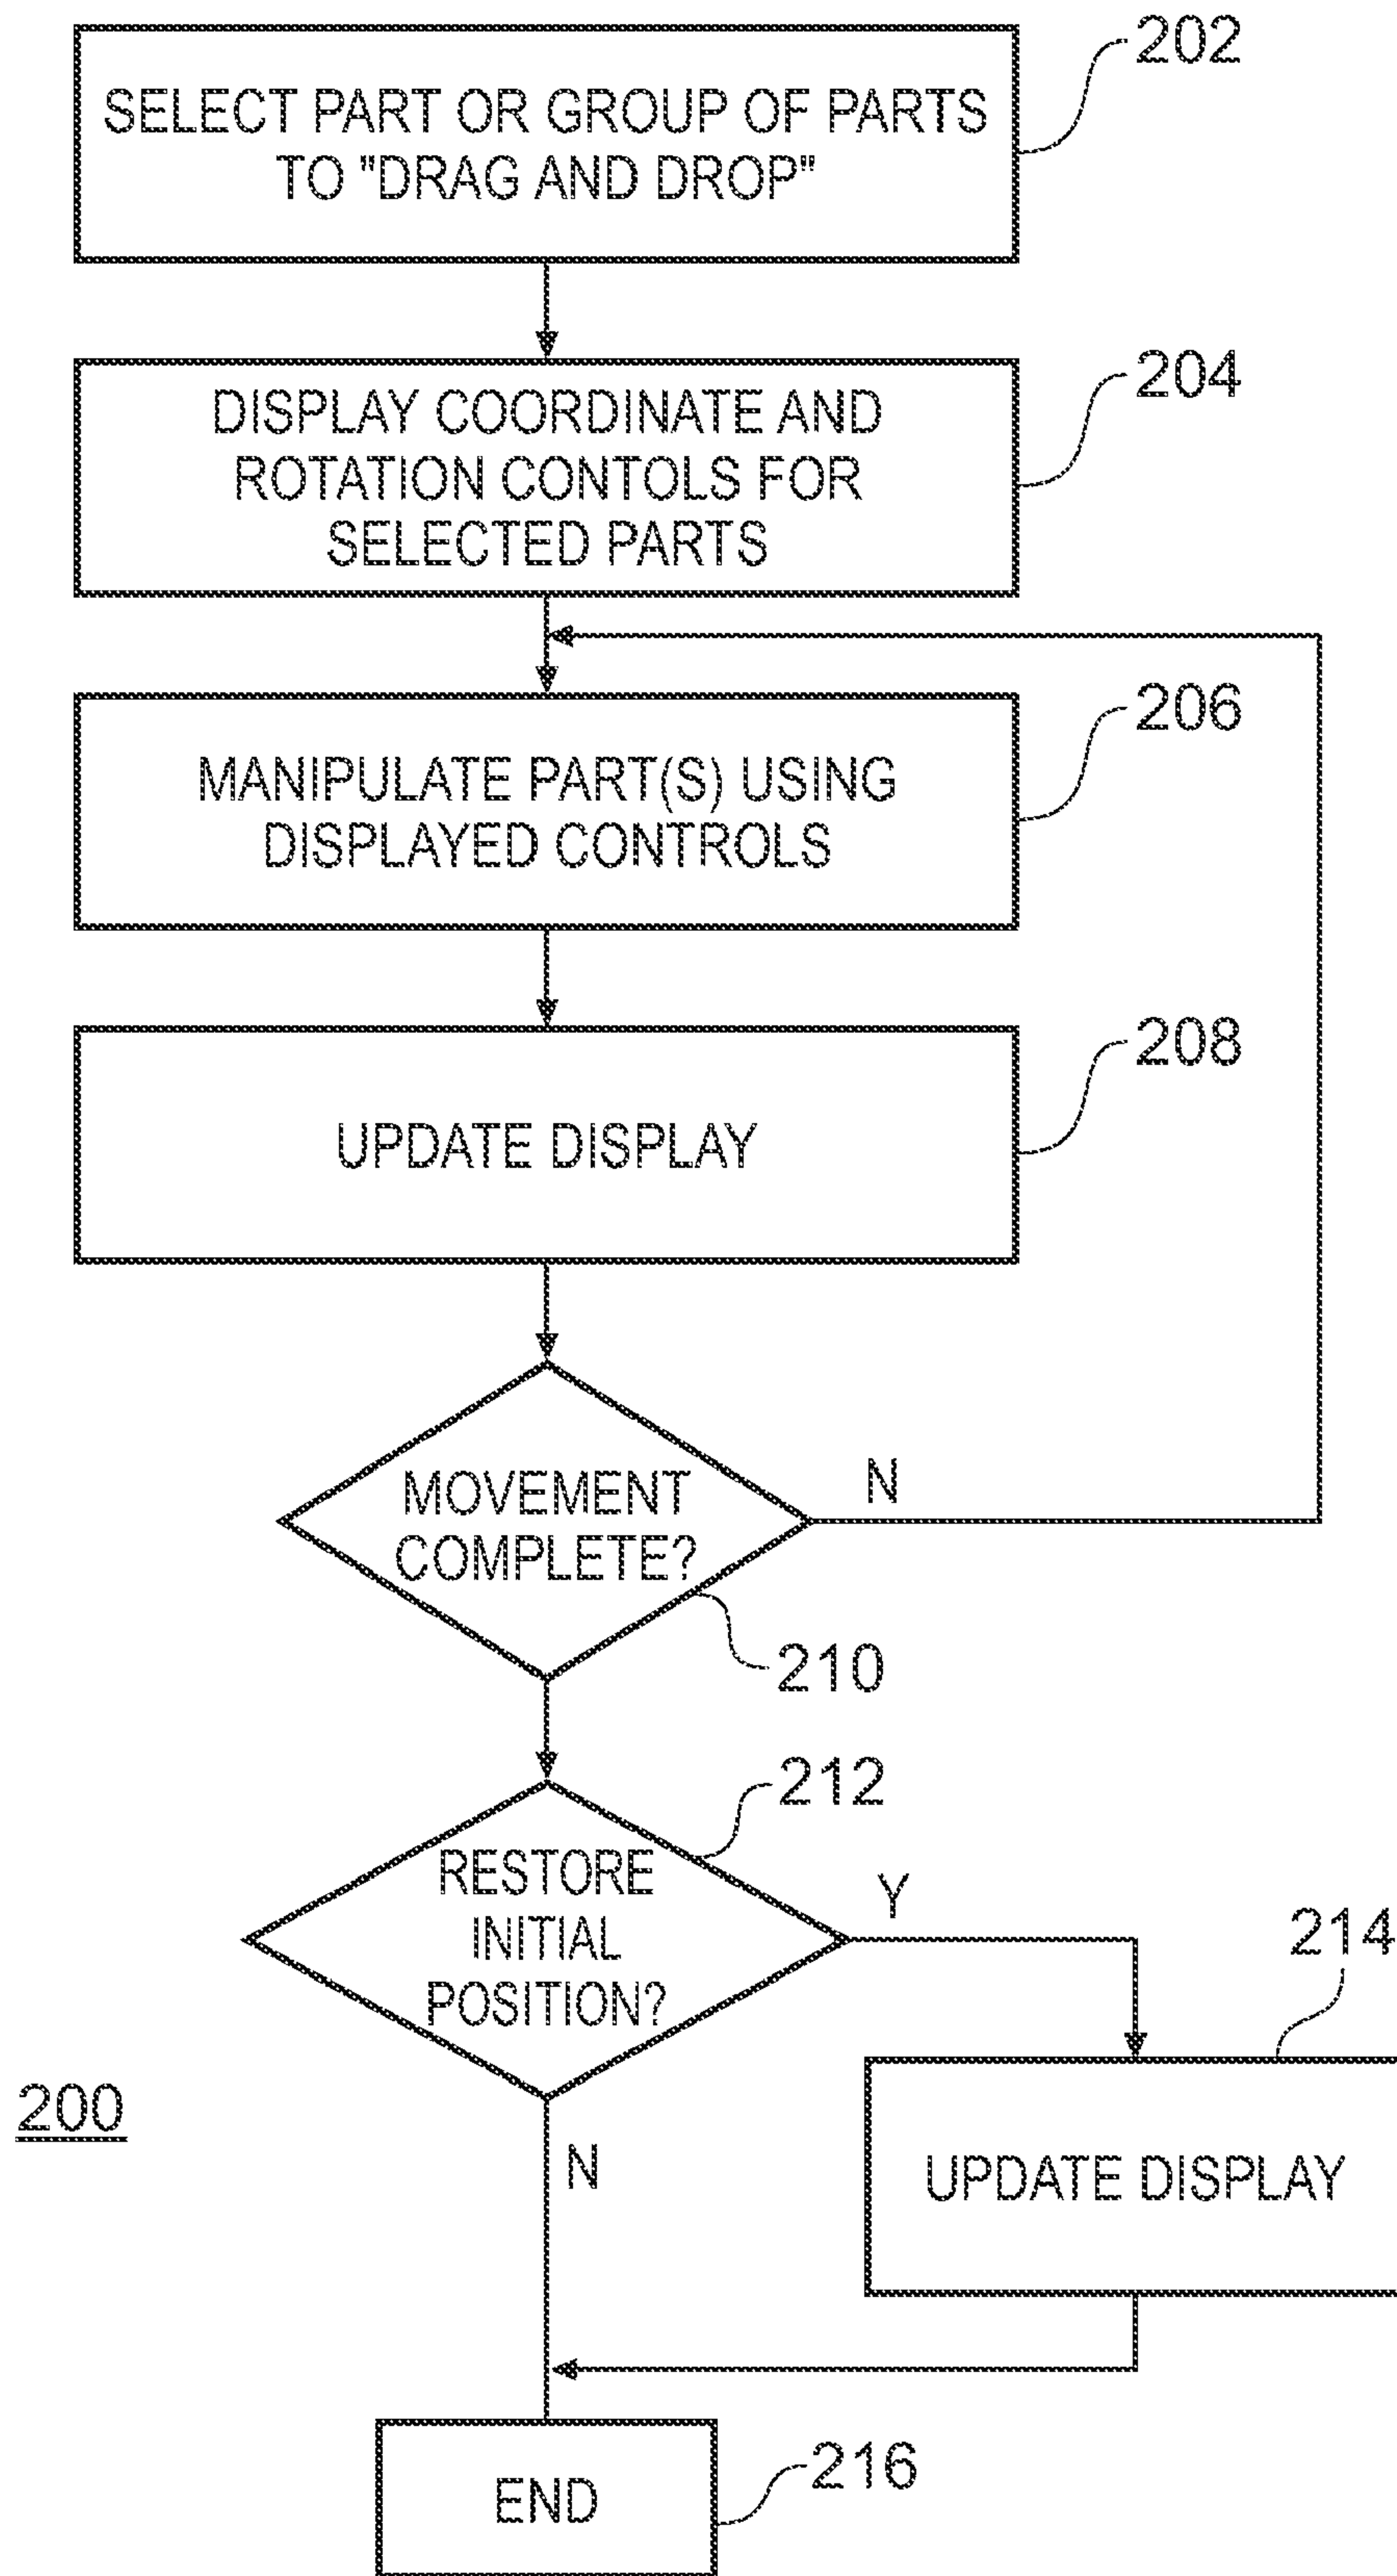 202
SELECT PART OR GROUP OF PARTS
TO "DRAG AND DROP"
204
DISPLAY COORDINATE AND
ROTATION CONTOLS FOR
SELECTED PARTS
206
MANIPULATE PART(S) USING
DISPLAYED CONTROLS
208
UPDATE DISPLAY
MOVEMENT
COMPLETE?
N
210
212
RESTORE
INITIAL
POSITION?
Y
214
200
N
UPDATE DISPLAY
END
216